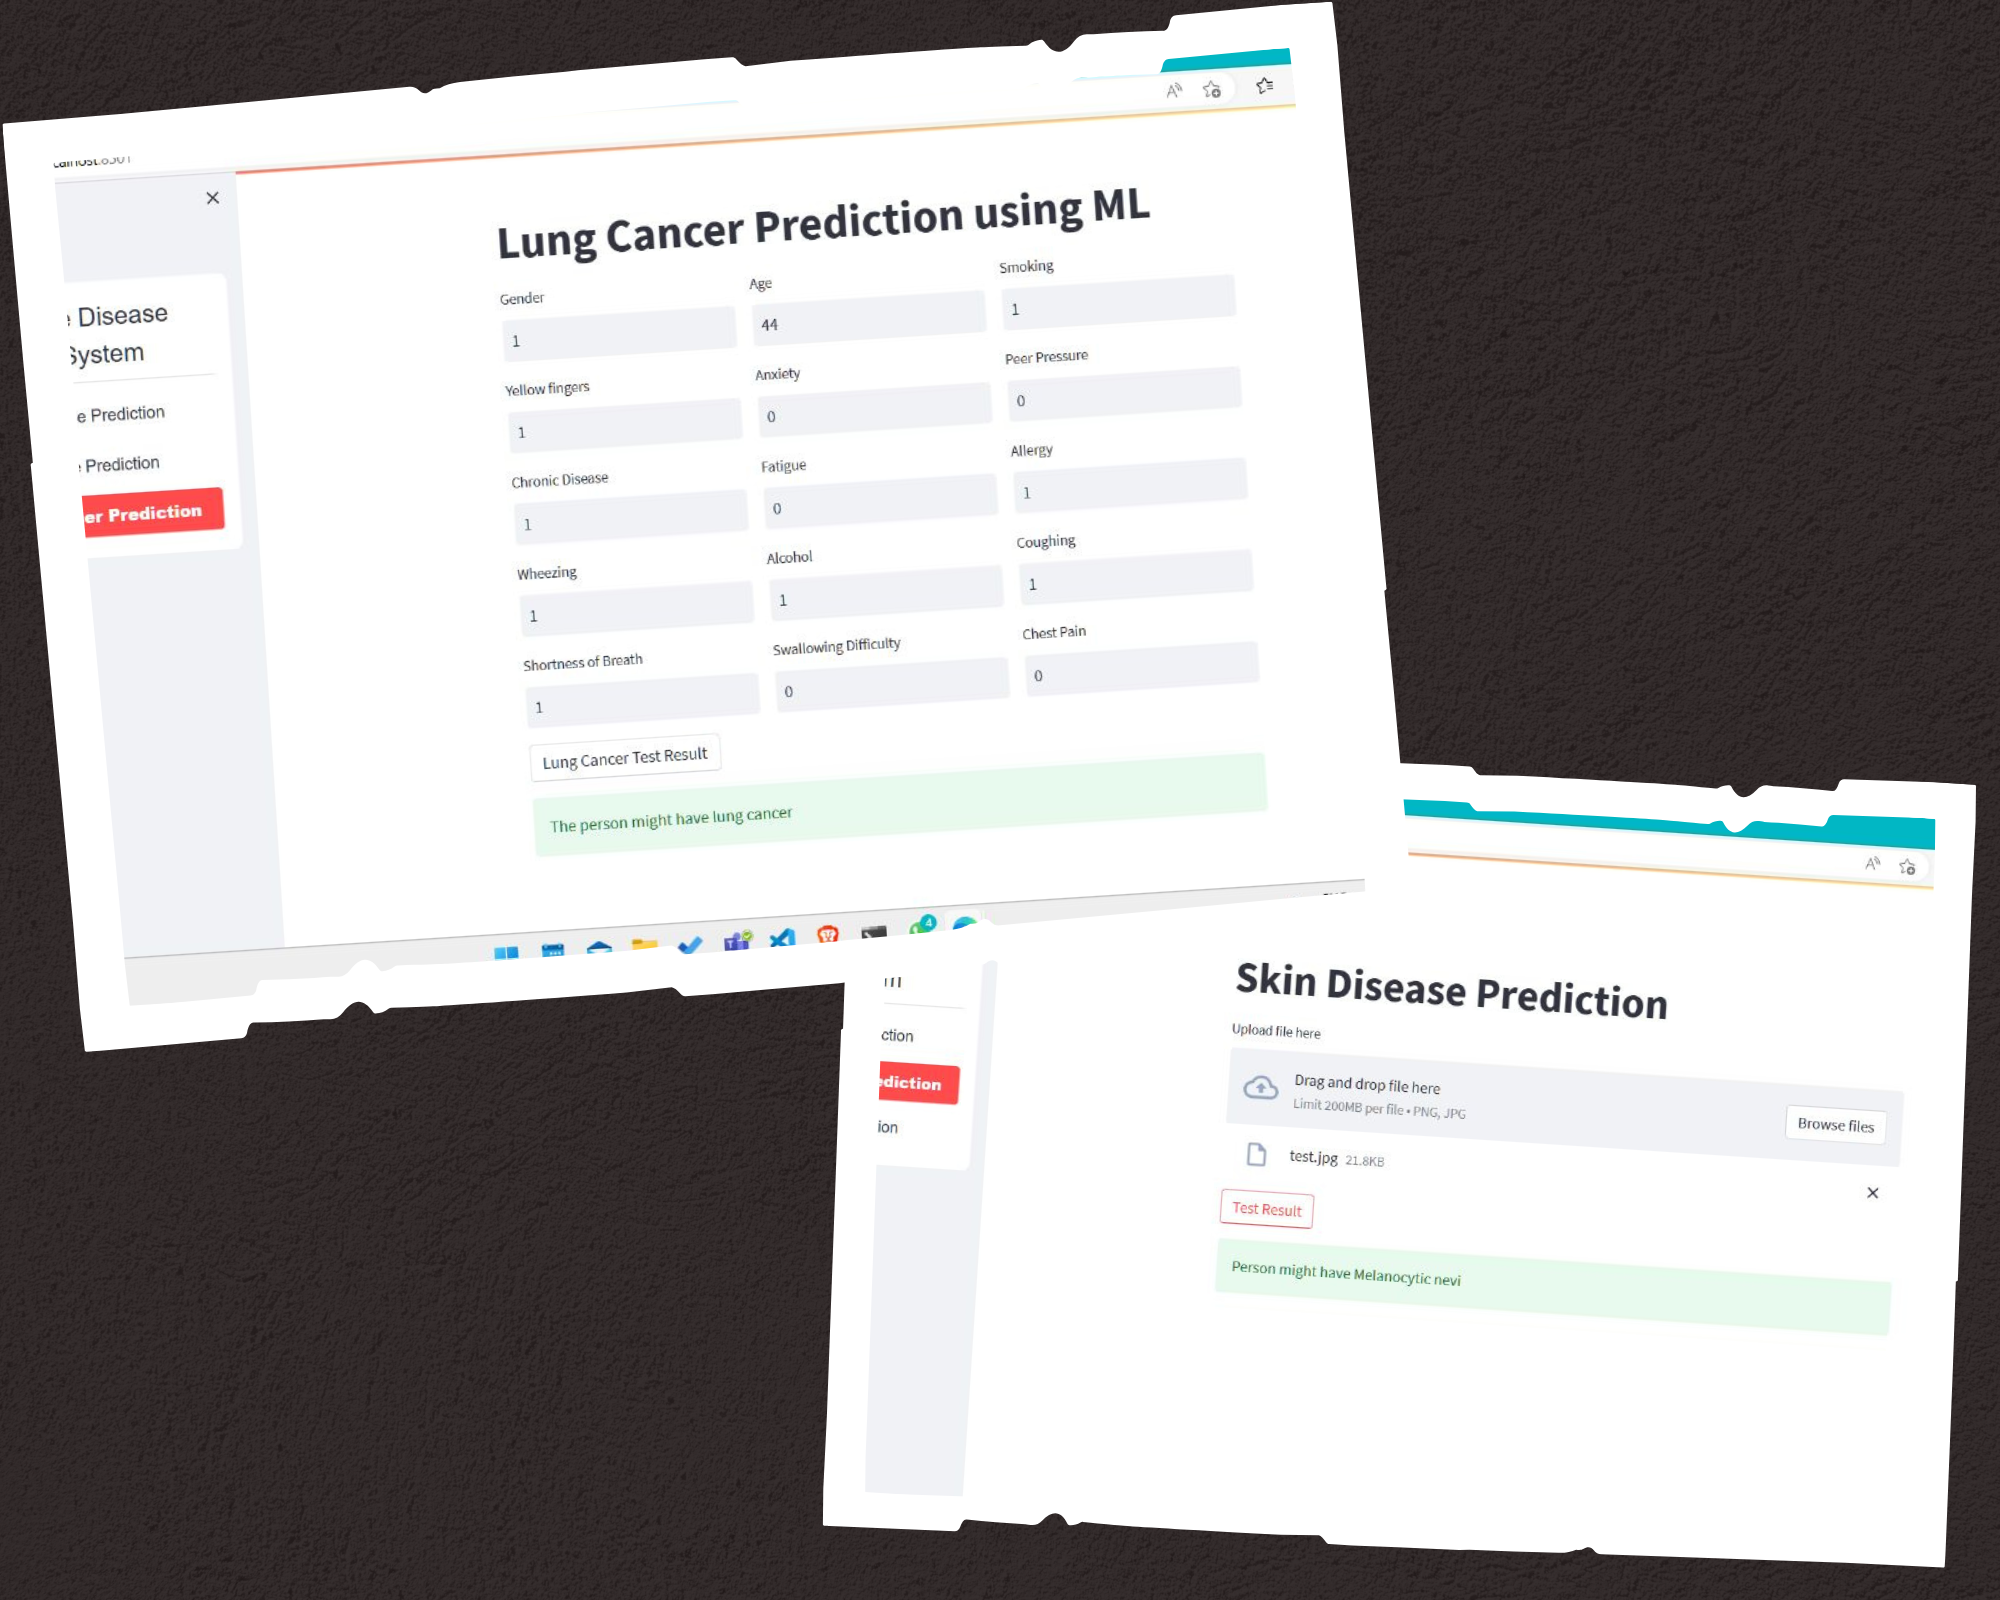 Disease
System
Prediction
Prediction
er Prediction
Lung Cancer Prediction using ML
Gender
Age
Smoking
1
44
1
Yellow fingers
Anxiety
Peer Pressure
1
0
0
Chronic Disease
Fatigue
Allergy
1
0
1
Wheezing
Alcohol
Coughing
1
1
1
Shortness of Breath
Swallowing Difficulty
Chest Pain
1
0
0
Lung Cancer Test Result
The person might have lung cancer
4
ction
ediction
ion
Skin Disease Prediction
Upload file here
Drag and drop file here
Limit 200MB per file • PNG, JPG
Browse files
test.jpg 21.8KB
Test Result
Person might have Melanocytic nevi